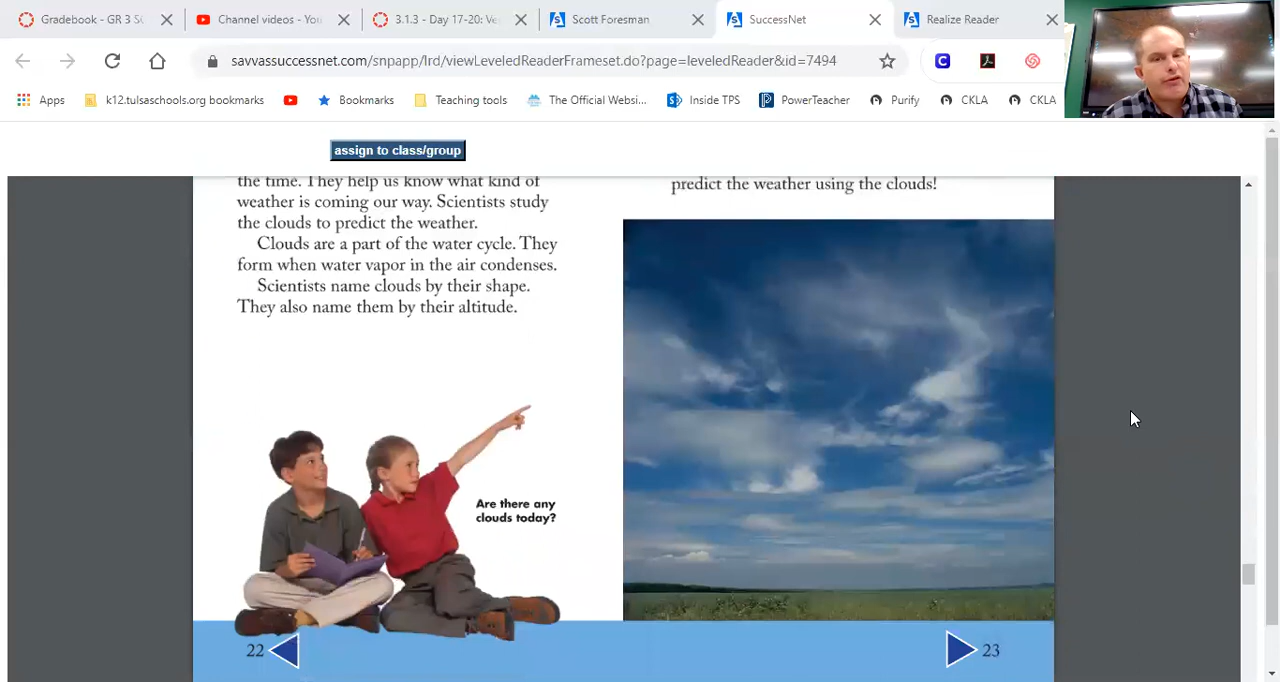 Gradebook - GR 3 SC
Channel videos - You
3.1.3 - Day 17-20: Ve
Scott Foresman
SuccessNet
Realize Reader
savvassuccessnet.com/snpapp/lrd/viewLeveledReaderFrameset.do?page=leveledReader&id=7494
Apps
k12.tulsaschools.org bookmarks
Bookmarks
Teaching tools
The Official Websi...
Inside TPS
PowerTeacher
Purify
CKLA
CKLA
assign to class/group
the time. They help us know what kind of
weather is coming our way. Scientists study
the clouds to predict the weather.
Clouds are a part of the water cycle. They
form when water vapor in the air condenses.
Scientists name clouds by their shape.
They also name them by their altitude.
Are there any
clouds today?
22
predict the weather using the clouds!
23